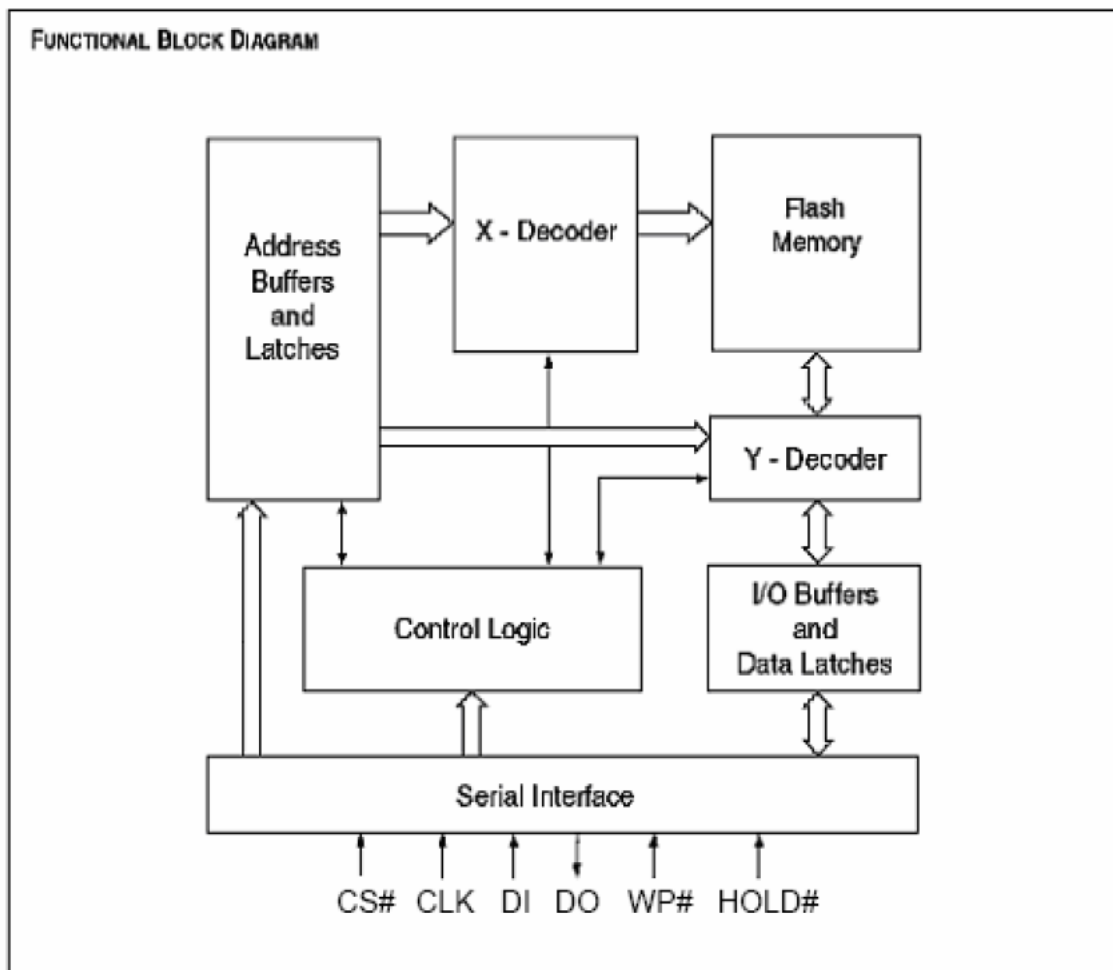 FUNCTIONAL BLOCK DIAGRAM
Address
Buffers
and
Latches
X - Decoder
Flash
Memory
Y - Decoder
Control Logic
I/O Buffers
and
Data Latches
Serial Interface
CS# CLK DI DO WP# HOLD#